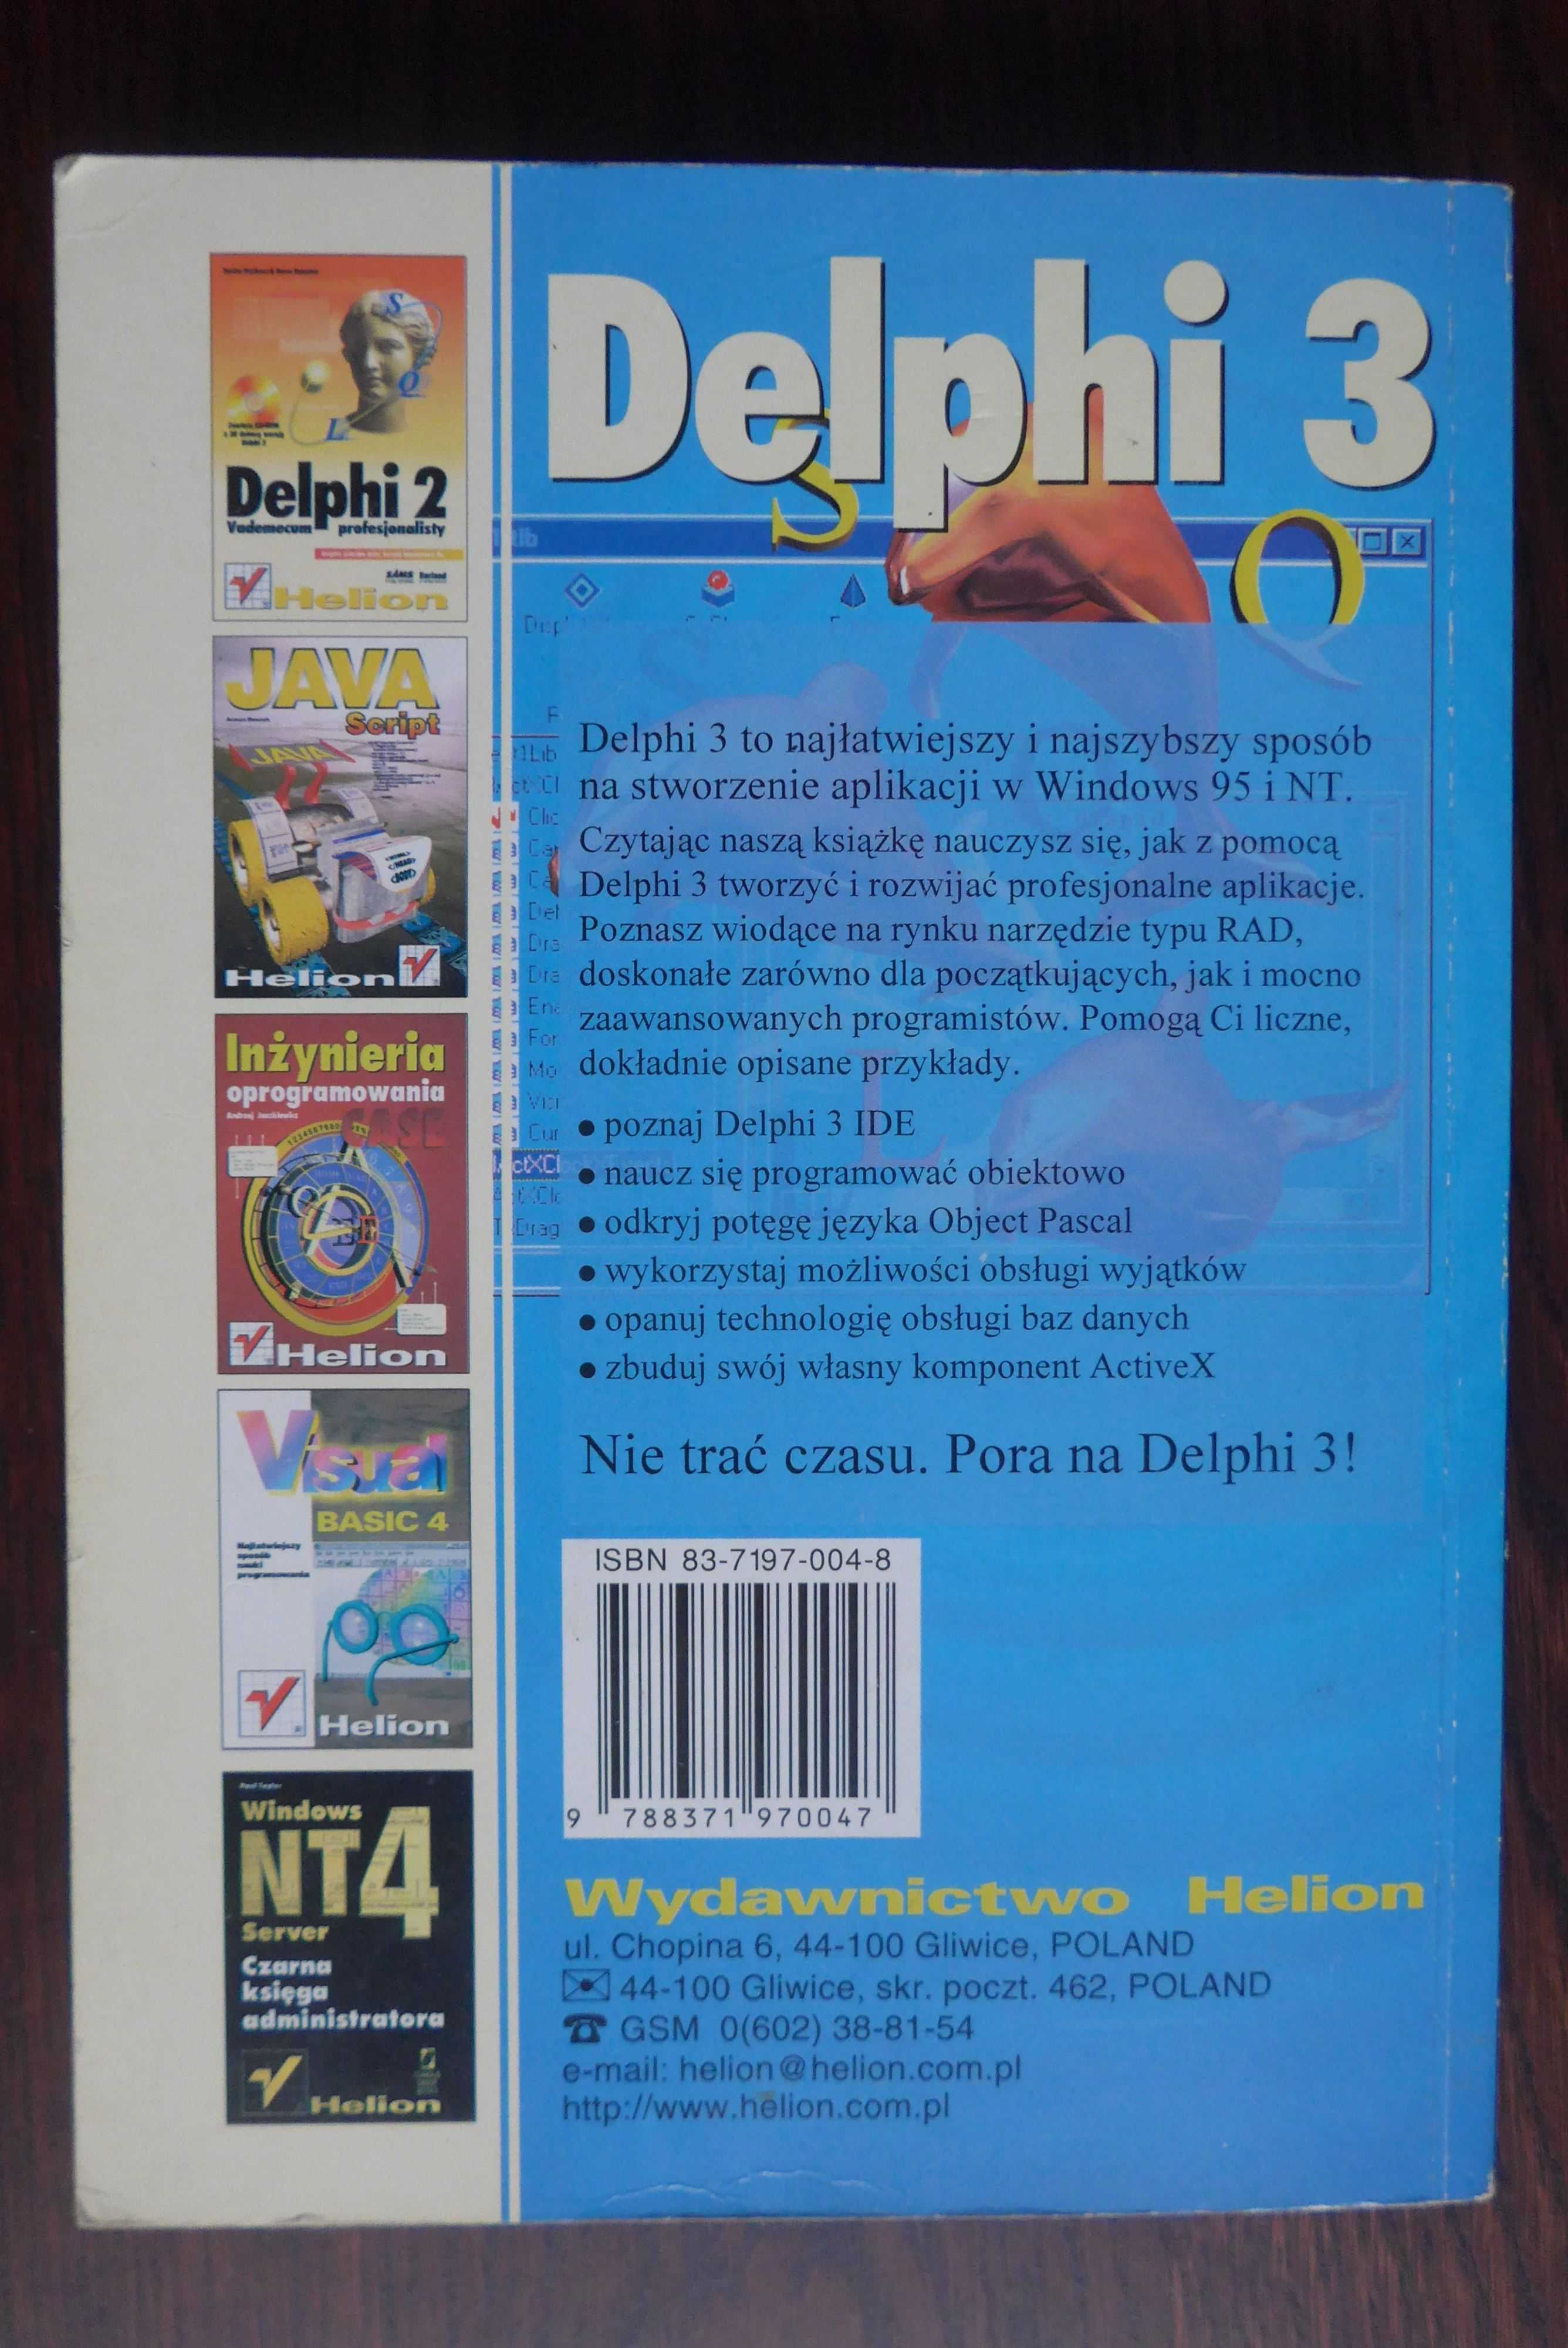 Delphi 3
S
Q
Delphi 3 to najłatwiejszy i najszybszy sposób
na stworzenie aplikacji w Windows 95 i NT.
Czytając naszą książkę nauczysz się, jak z pomocą
Delphi 3 tworzyć i rozwijać profesjonalne aplikacje.
Poznasz wiodące na rynku narzędzie typu RAD,
doskonałe zarówno dla początkujących, jak i mocno
zaawansowanych programistów. Pomogą Ci liczne,
dokładnie opisane przykłady.
• poznaj Delphi 3 IDE
• naucz się programować obiektowo
• odkryj potęgę języka Object Pascal
• wykorzystaj możliwości obsługi wyjątków
• opanuj technologię obsługi baz danych
• zbuduj swój własny komponent ActiveX
Nie trać czasu. Pora na Delphi 3!
ISBN 83-7197-004-8
9 788371 970047
Wydawnictwo Helion
ul. Chopina 6, 44-100 Gliwice, POLAND
44-100 Gliwice, skr. poczt. 462, POLAND
GSM 0(602) 38-81-54
e-mail: helion@helion.com.pl
http://www.helion.com.pl
S
Q
L
Delphi 2
Vademecum profesjonalisty
Helion
JAVA
Script
JAVA
Helion
Inżynieria
oprogramowania
CASE
Helion
Visual
BASIC 4
Najłatwiejszy
sposób
nauki
programowania
Helion
Windows
NT4
Server
Czarna
księga
administratora
Helion